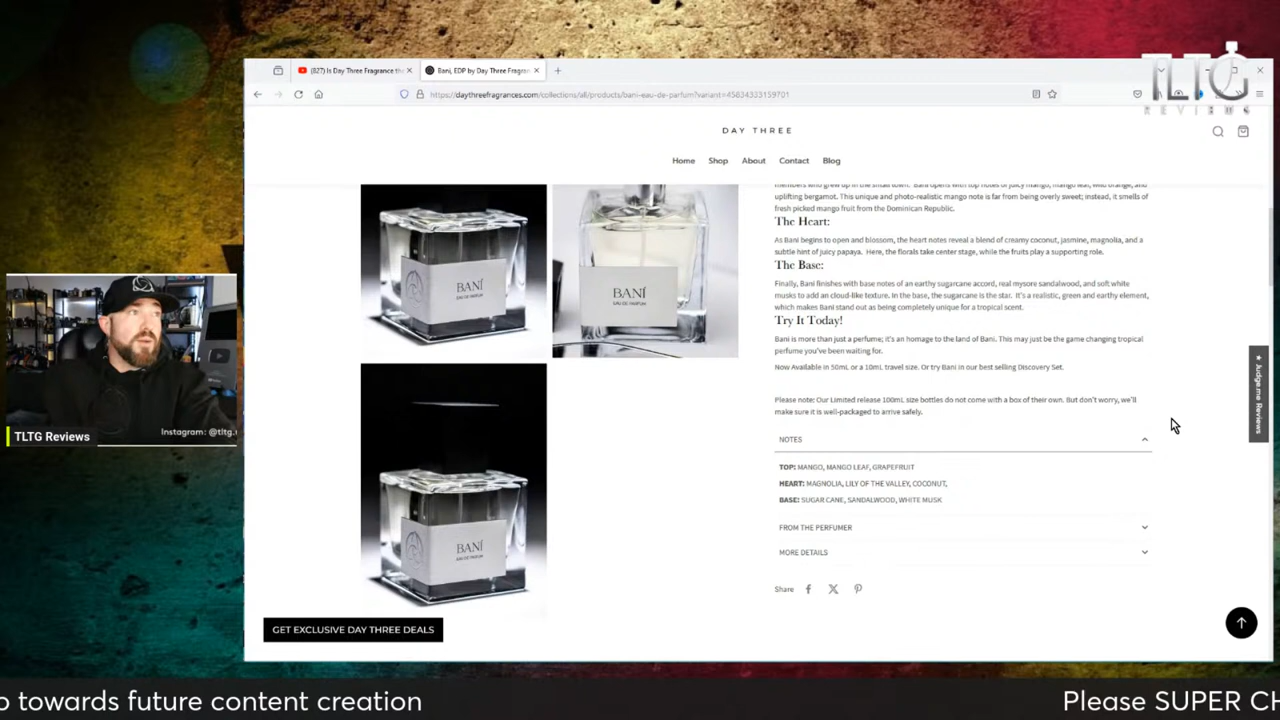 TLTG
REVIEWS
(827) Is Day Three Fragrance the
Bani, EDP by Day Three Fragran
https://daythreefragrances.com/collections/all/products/bani-eau-de-parfum?variant=45834333159701
DAY THREE
Home Shop About Contact Blog
members who grew up in the small town. Bani opens with top notes of juicy mango, mango leaf, wild orange, and
uplifting bergamot. This unique and photo-realistic mango note is far from being overly sweet; instead, it smells of
fresh picked mango fruit from the Dominican Republic.
The Heart:
As Bani begins to open and blossom, the heart notes reveal a blend of creamy coconut, jasmine, magnolia, and a
subtle hint of juicy papaya. Here, the florals take center stage, while the fruits play a supporting role.
The Base:
Finally, Bani finishes with base notes of an earthy sugarcane accord, real mysore sandalwood, and soft white
musks to add an cloud-like texture. In the base, the sugarcane is the star. It's a realistic, green and earthy element,
which makes Bani stand out as being completely unique for a tropical scent.
Try It Today!
Bani is more than just a perfume; it's an homage to the land of Bani. This may just be the game changing tropical
perfume you've been waiting for.
Now Available in 50mL or a 10mL travel size. Or try Bani in our best selling Discovery Set.
Please note: Our Limited release 100mL size bottles do not come with a box of their own. But don't worry, we'll
make sure it is well-packaged to arrive safely.
NOTES
TOP: MANGO, MANGO LEAF, GRAPEFRUIT
HEART: MAGNOLIA, LILY OF THE VALLEY, COCONUT,
BASE: SUGAR CANE, SANDALWOOD, WHITE MUSK
FROM THE PERFUMER
MORE DETAILS
Share
BANÍ
EAU DE PARFUM
BANÍ
EAU DE PARFUM
BANÍ
EAU DE PARFUM
★ Judge.me Reviews
GET EXCLUSIVE DAY THREE DEALS
TLTG Reviews
Instagram: @tltg.
o towards future content creation
Please SUPER CH